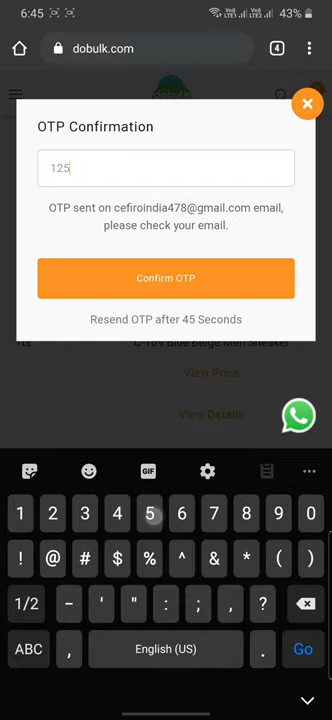 6:45
43%
dobulk.com
4
dobulk
OTP Confirmation
125
OTP sent on cefiroindia478@gmail.com email,
please check your email.
Confirm OTP
Resend OTP after 45 Seconds
C-169 Blue Beige Men Sneaker
View Price
View Details
GIF
1 2 3 4 5 6 7 8 9 0
! @ # $ % ^ & * ( )
1/2 - ' " : ; , ?
ABC , English (US) . Go